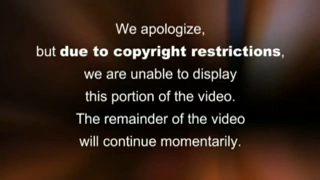 We apologize,
but due to copyright restrictions,
we are unable to display
this portion of the video.
The remainder of the video
will continue momentarily.